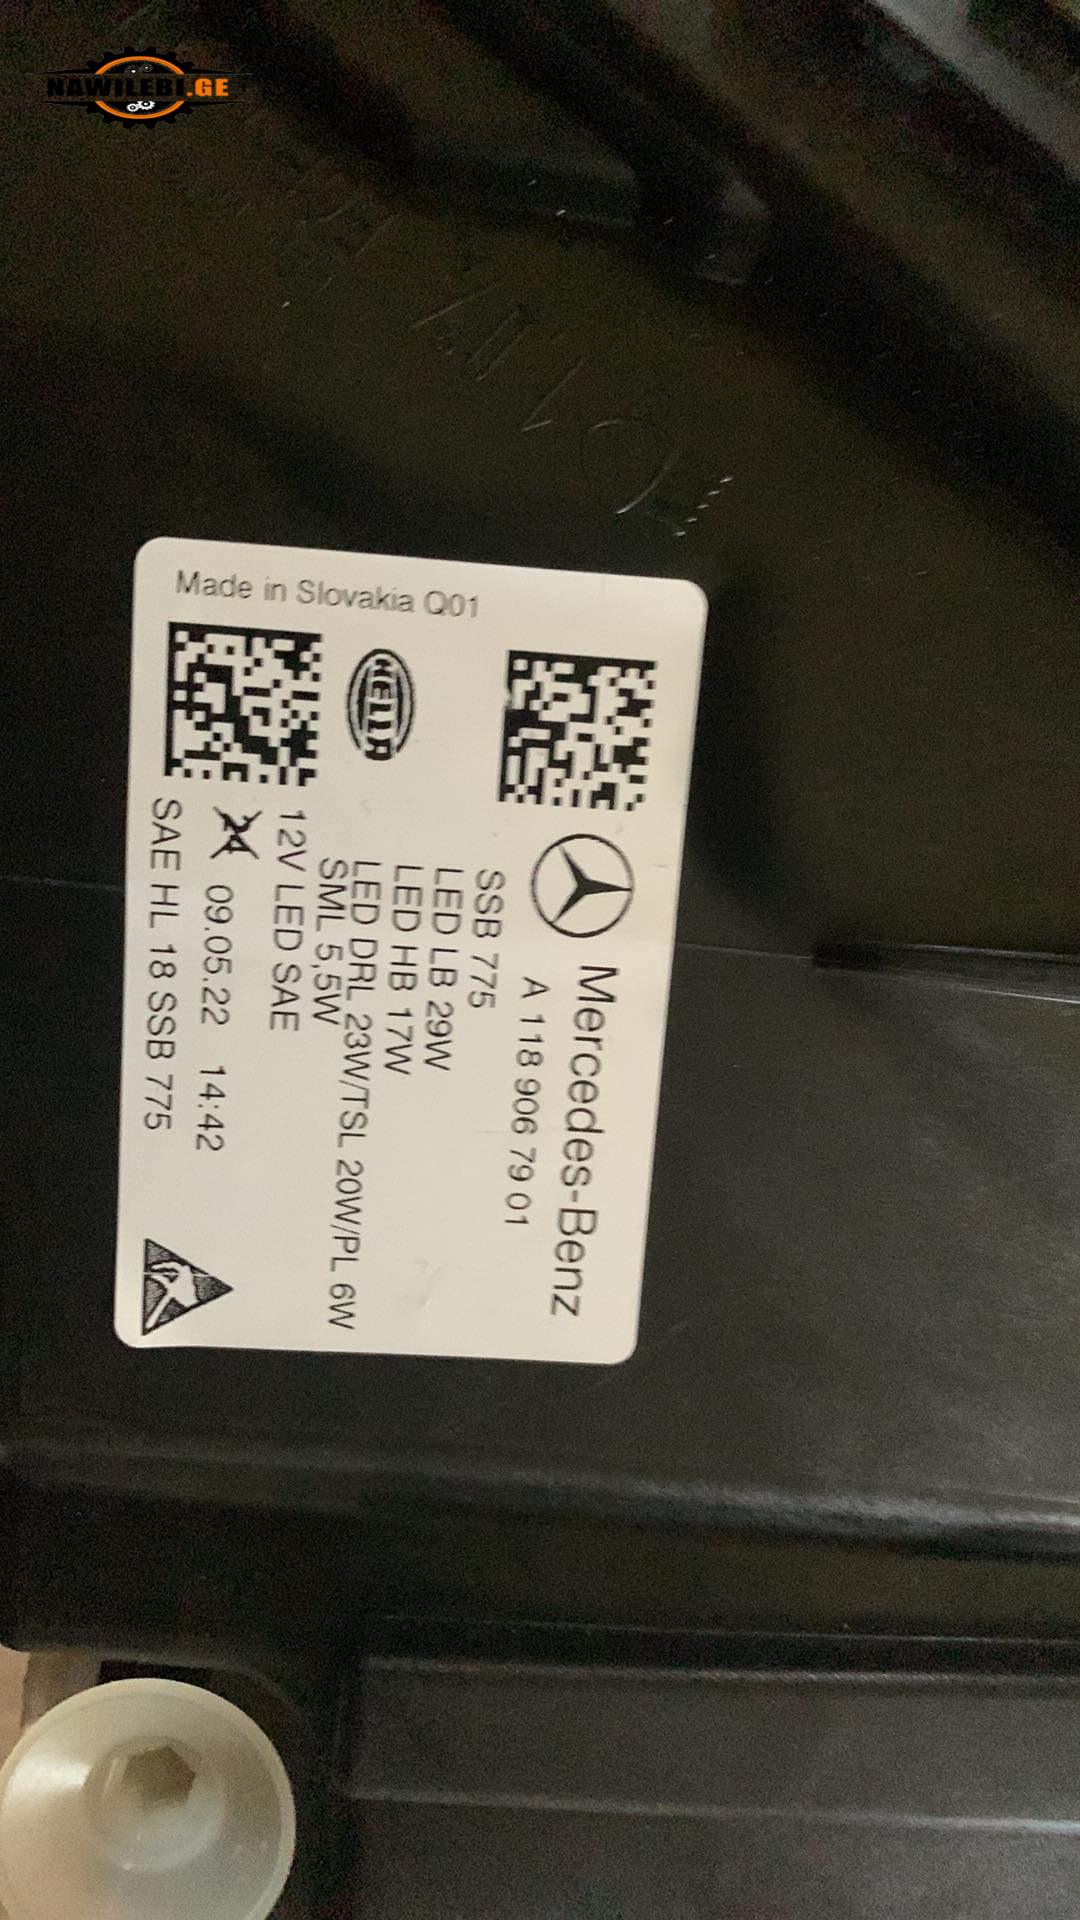 NAWILEBI.GE
Made in Slovakia Q01
HELLA
Mercedes-Benz
A 118 906 79 01
SSB 775
LED LB 29W
LED HB 17W
LED DRL 23W/TSL 20W/PL 6W
SML 5,5W
12V LED SAE
09.05.22 14:42
SAE HL 18 SSB 775